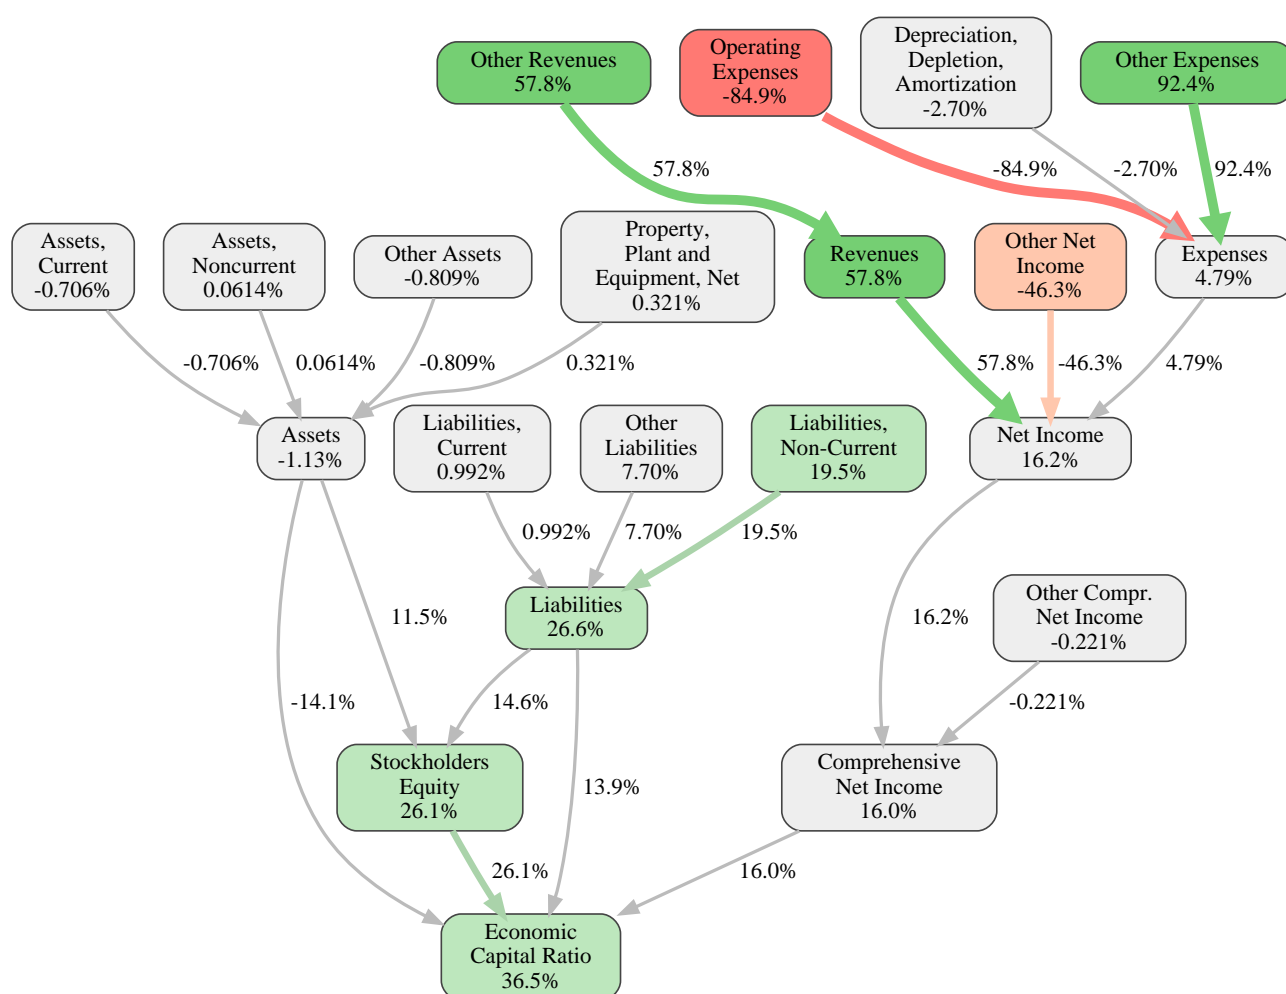 Other Revenues
57.8%
Operating
Expenses
-84.9%
Depreciation,
Depletion,
Amortization
-2.70%
Other Expenses
92.4%
57.8%
-84.9%
-2.70%
92.4%
Assets,
Current
-0.706%
Assets,
Noncurrent
0.0614%
Other Assets
-0.809%
Property,
Plant and
Equipment, Net
0.321%
Revenues
57.8%
Other Net
Income
-46.3%
Expenses
4.79%
-0.706%
0.0614%
-0.809%
0.321%
57.8%
-46.3%
4.79%
Assets
-1.13%
Liabilities,
Current
0.992%
Other
Liabilities
7.70%
Liabilities,
Non-Current
19.5%
Net Income
16.2%
0.992%
7.70%
19.5%
Liabilities
26.6%
11.5%
16.2%
Other Compr.
Net Income
-0.221%
-14.1%
14.6%
-0.221%
Stockholders
Equity
26.1%
13.9%
Comprehensive
Net Income
16.0%
26.1%
16.0%
Economic
Capital Ratio
36.5%